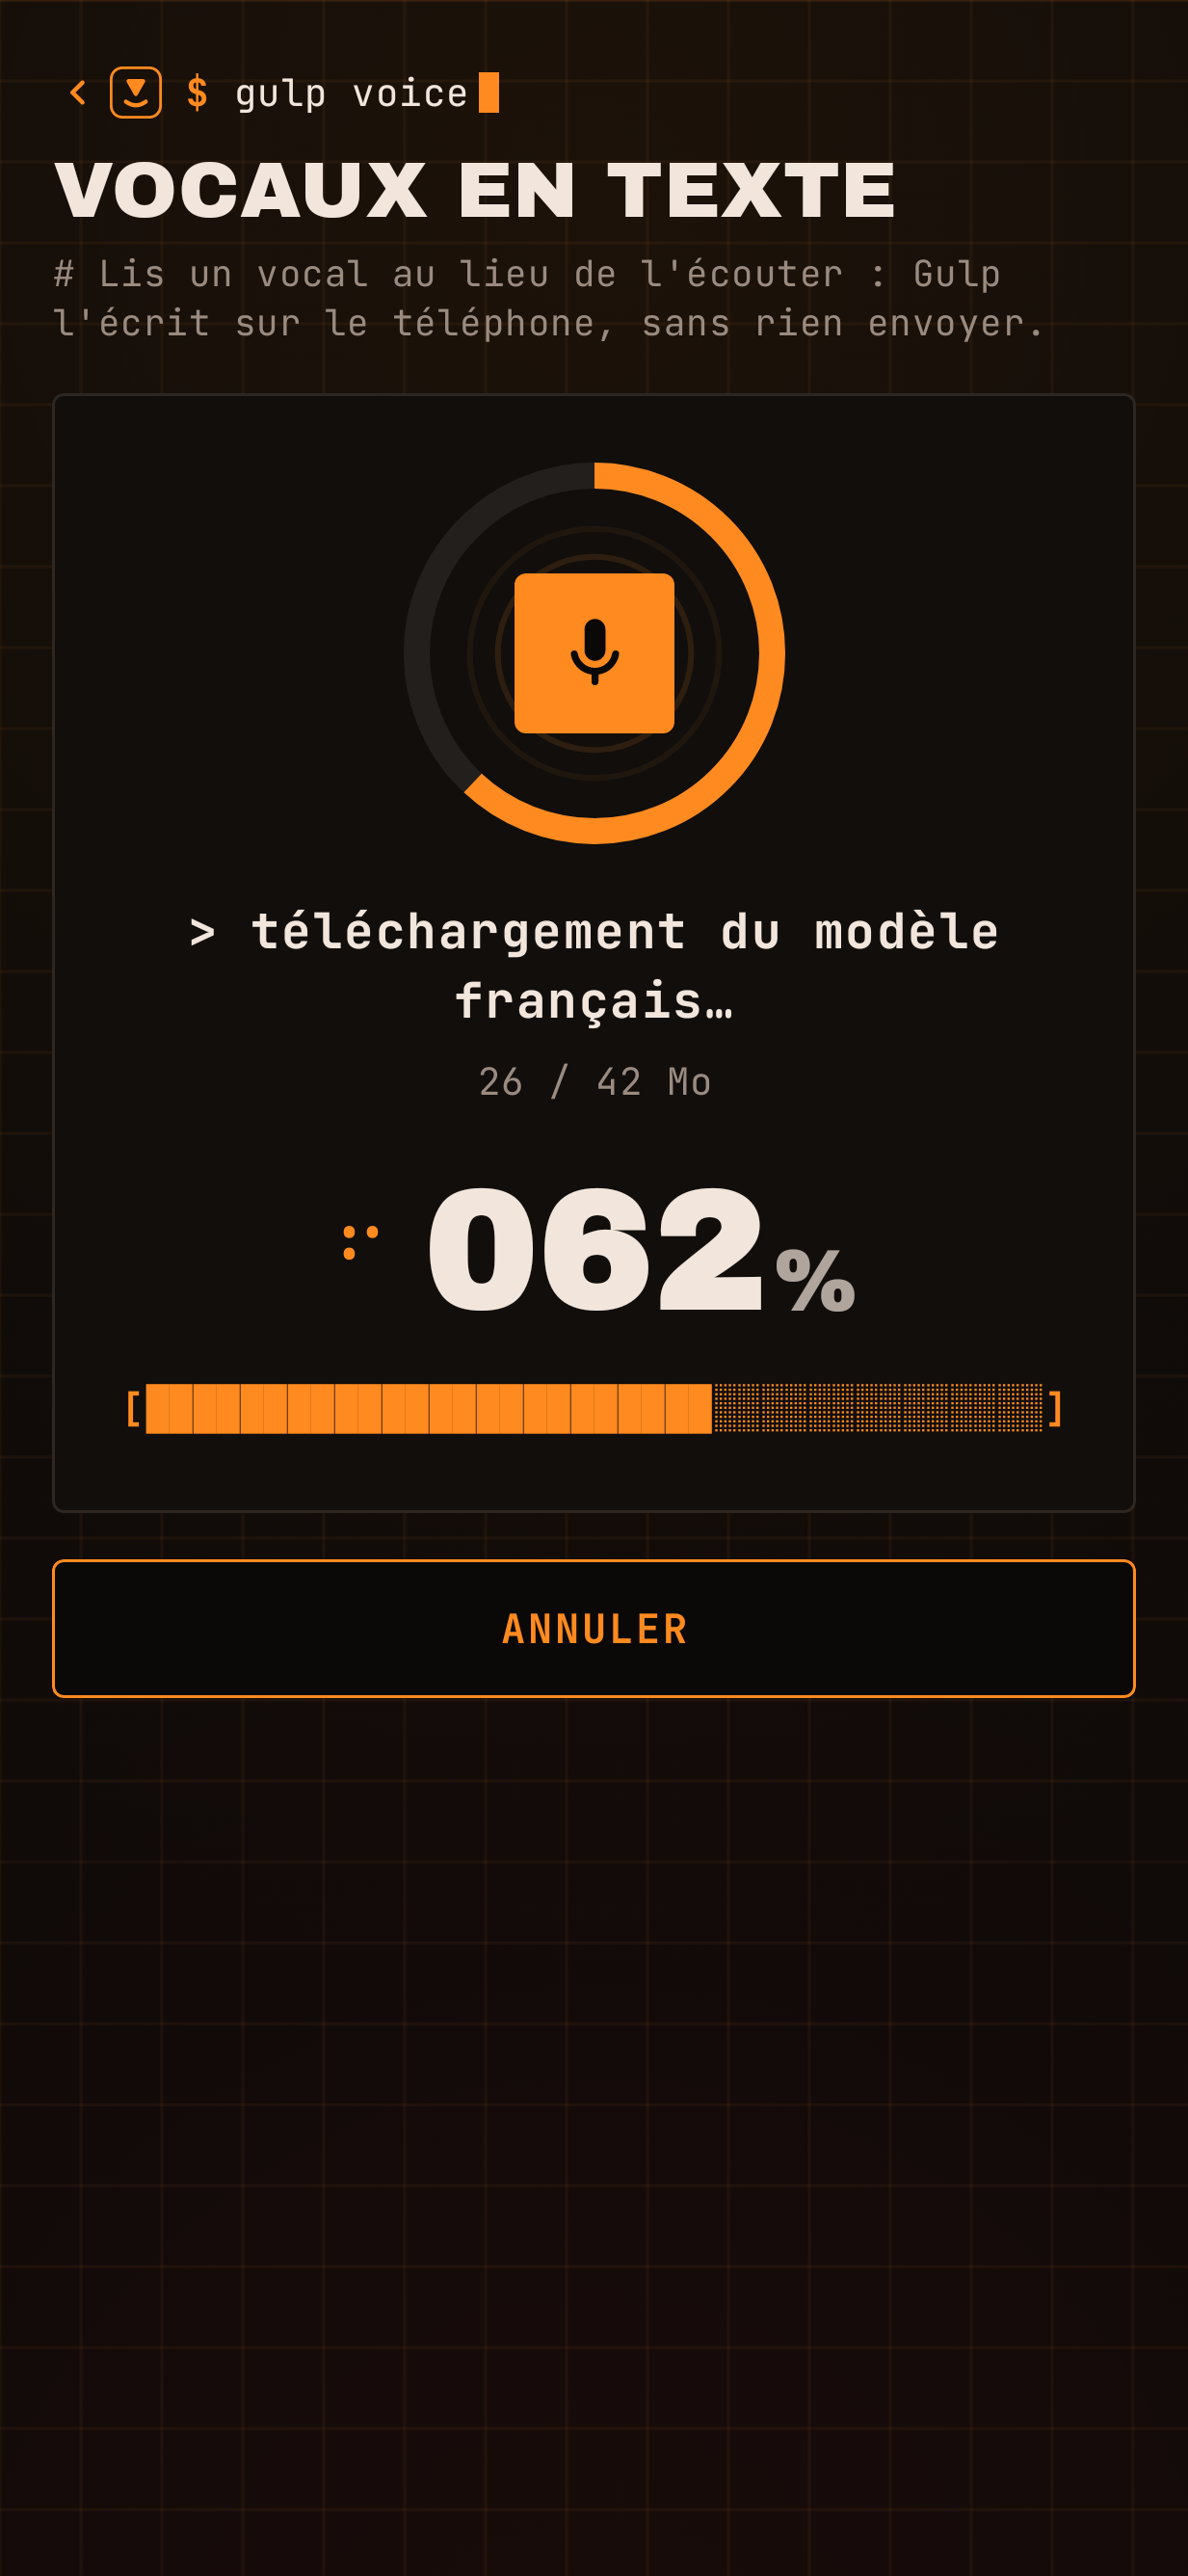 $ gulp voice
VOCAUX EN TEXTE
# Lis un vocal au lieu de l'écouter : Gulp
l'écrit sur le téléphone, sans rien envoyer.
> téléchargement du modèle
français…
26 / 42 Mo
062%
[████████████████████████░░░░░░░░░░░░░░]
ANNULER